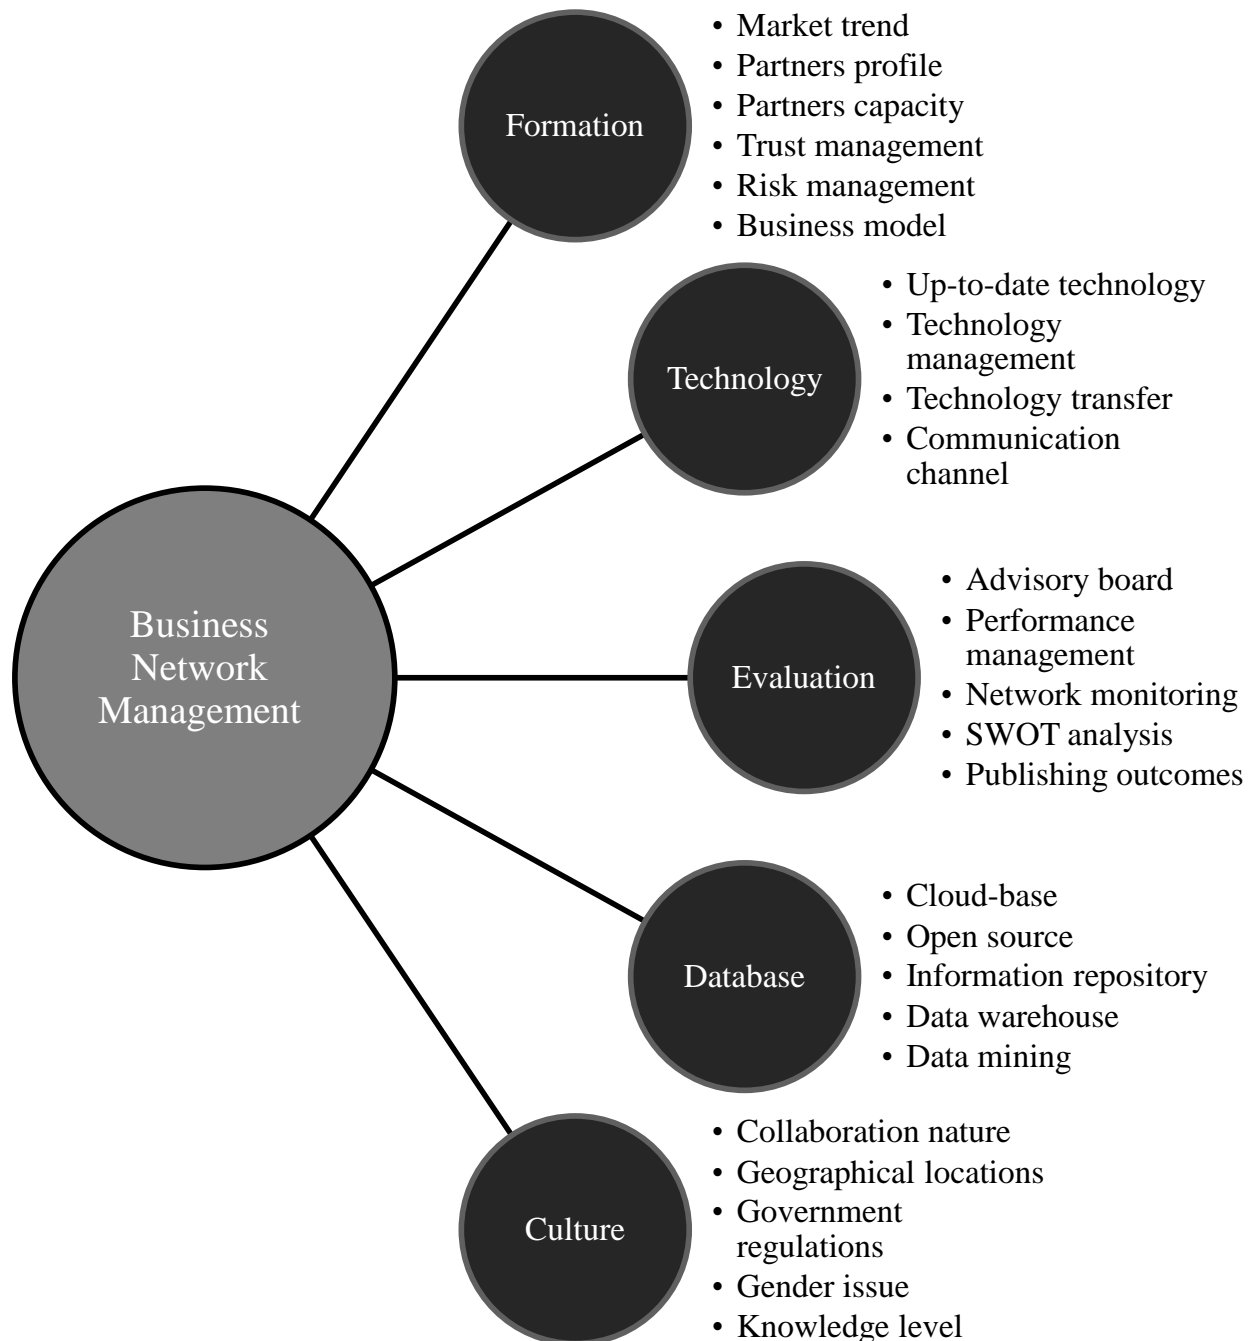 Business
Network
Management
Formation
• Market trend
• Partners profile
• Partners capacity
• Trust management
• Risk management
• Business model
Technology
• Up-to-date technology
• Technology
management
• Technology transfer
• Communication
channel
Evaluation
• Advisory board
• Performance
management
• Network monitoring
• SWOT analysis
• Publishing outcomes
Database
• Cloud-base
• Open source
• Information repository
• Data warehouse
• Data mining
Culture
• Collaboration nature
• Geographical locations
• Government
regulations
• Gender issue
• Knowledge level